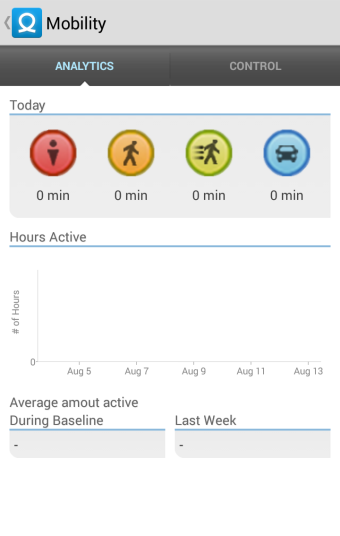 Mobility
ANALYTICS CONTROL
Today
0 min 0 min 0 min 0 min
Hours Active
# of Hours
0
Aug 5 Aug 7 Aug 9 Aug 11 Aug 13
Average amout active
During Baseline Last Week
- -